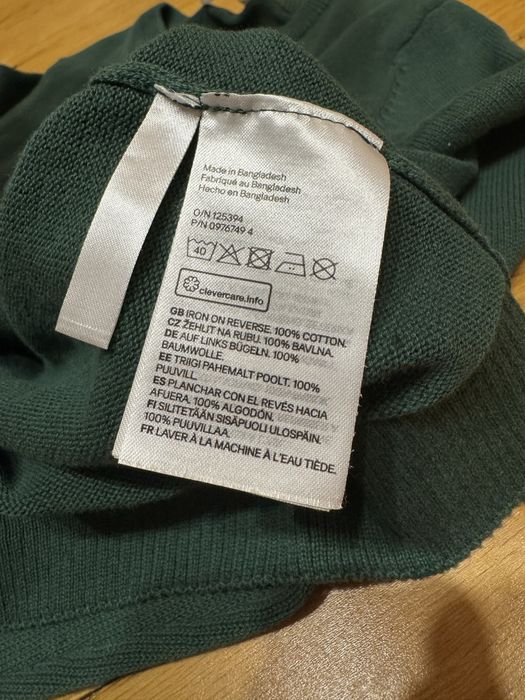 Made in Bangladesh
Fabriqué au Bangladesh
Hecho en Bangladesh
O/N 125394
P/N 0976749 4
40
clevercare.info
GB IRON ON REVERSE. 100% COTTON.
CZ ŽEHLIT NA RUBU. 100% BAVLNA.
DE AUF LINKS BÜGELN. 100%
BAUMWOLLE.
EE TRIIGI PAHEMALT POOLT. 100%
PUUVILL.
ES PLANCHAR CON EL REVÉS HACIA
AFUERA. 100% ALGODÓN.
FI SILITETÄÄN SISÄPUOLI ULOSPÄIN.
100% PUUVILLAA.
FR LAVER À LA MACHINE À L'EAU TIÈDE.